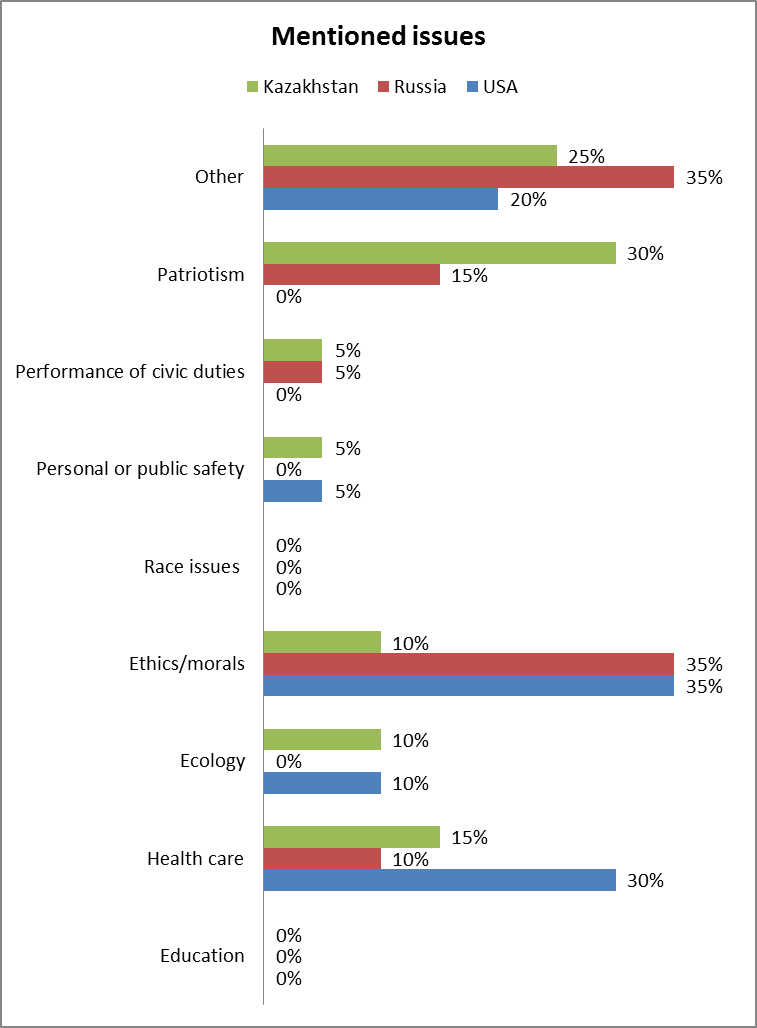 Mentioned issues
Kazakhstan Russia USA
Other
25%
35%
20%
Patriotism
30%
15%
0%
Performance of civic duties
5%
5%
0%
Personal or public safety
5%
0%
5%
Race issues
0%
0%
0%
Ethics/morals
10%
35%
35%
Ecology
10%
0%
10%
Health care
15%
10%
30%
Education
0%
0%
0%